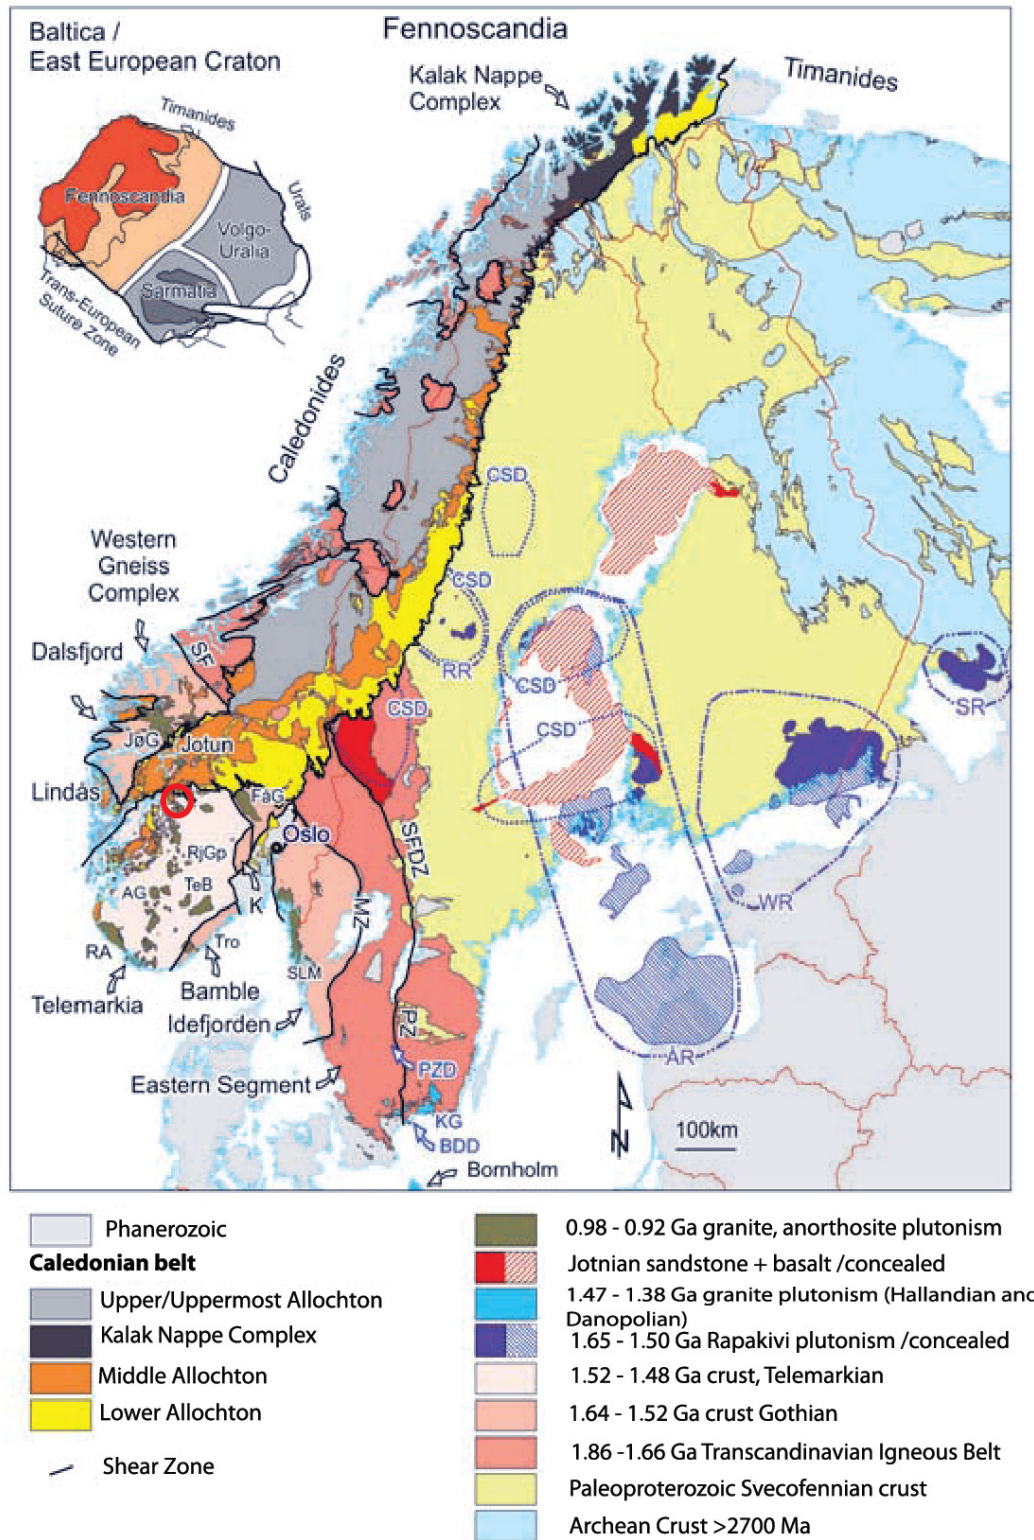 Baltica /
East European Craton
Fennoscandia
Kalak Nappe
Complex
Timanides
Timanides
Fennoscandia
Urals
Volgo-
Uralia
Sarmatia
Trans-European
Suture Zone
Caledonides
CSD
Western
Gneiss
Complex
CSD
Dalsfjord
SF
RR
CSD
CSD
CSD
SR
JøG
Jotun
Lindås
FåG
Oslo
SFDZ
RjGp
AG
TeB
K
MZ
WR
RA
Tro
SLM
Telemarkia
Bamble
Idefjorden
PZ
ÅR
Eastern Segment
PZD
KG
BDD
N
100km
Bornholm
Phanerozoic
Caledonian belt
Upper/Uppermost Allochton
Kalak Nappe Complex
Middle Allochton
Lower Allochton
Shear Zone
0.98 - 0.92 Ga granite, anorthosite plutonism
Jotnian sandstone + basalt /concealed
1.47 - 1.38 Ga granite plutonism (Hallandian and
Danopolian)
1.65 - 1.50 Ga Rapakivi plutonism /concealed
1.52 - 1.48 Ga crust, Telemarkian
1.64 - 1.52 Ga crust Gothian
1.86 -1.66 Ga Transcandinavian Igneous Belt
Paleoproterozoic Svecofennian crust
Archean Crust >2700 Ma